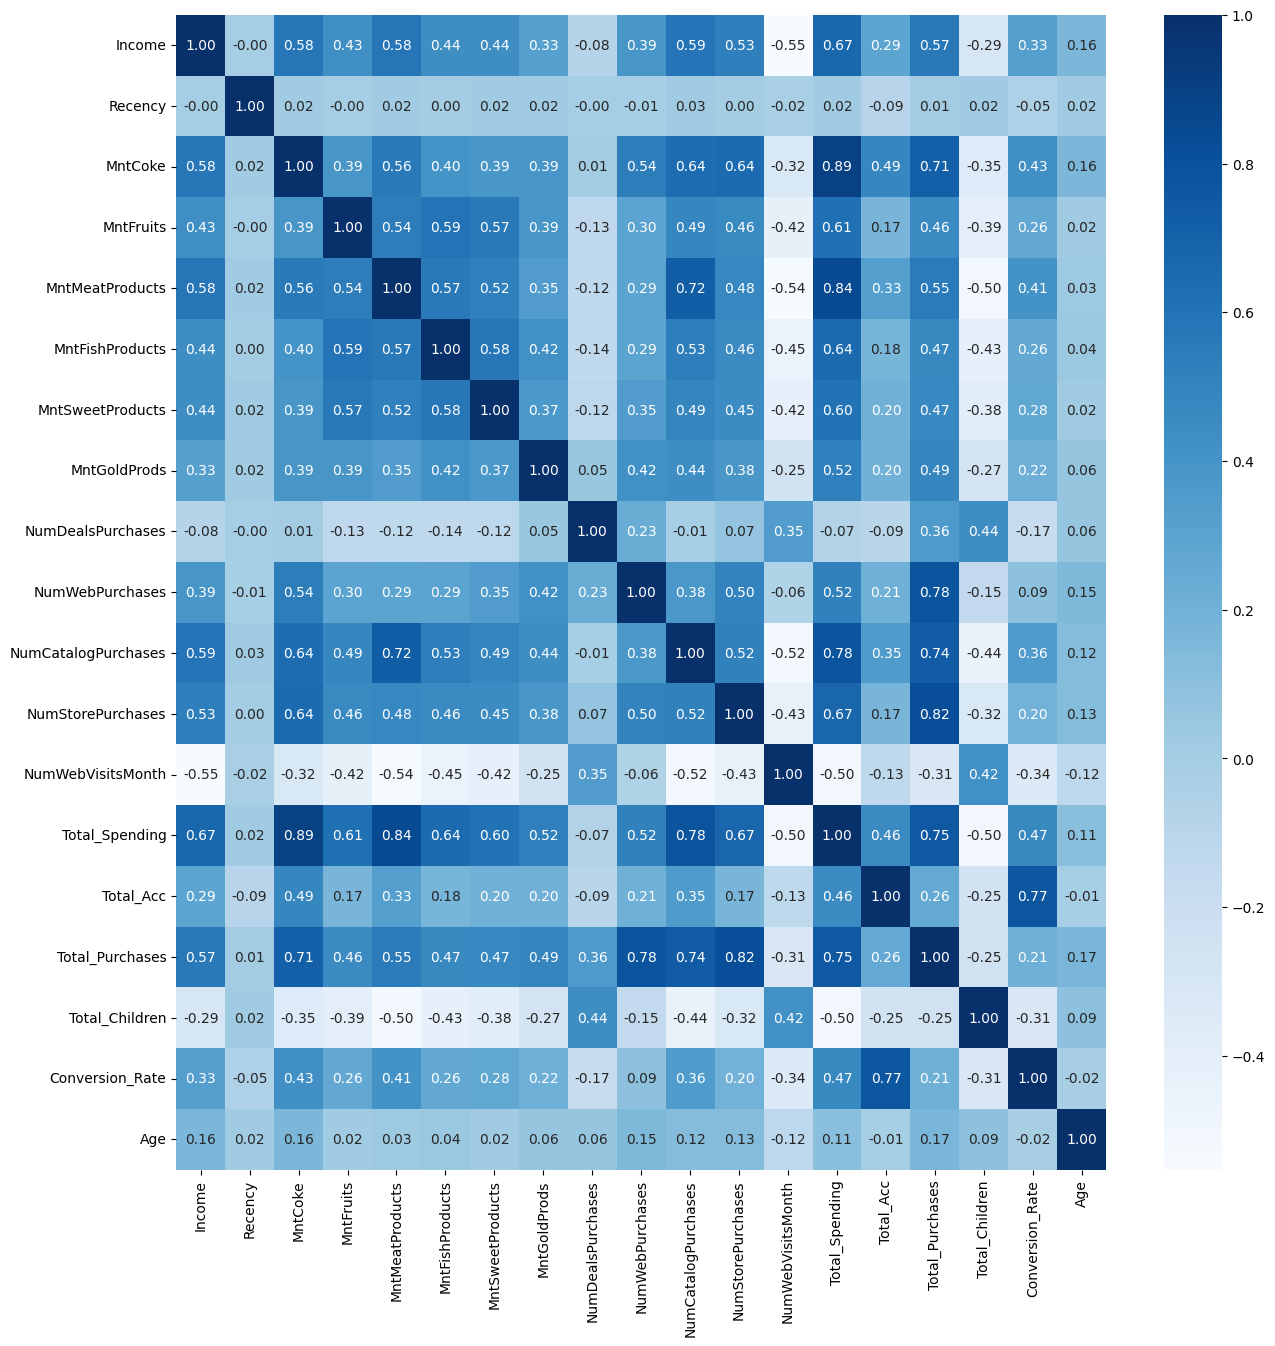 Income 1.00 -0.00 0.58 0.43 0.58 0.44 0.44 0.33 -0.08 0.39 0.59 0.53 -0.55 0.67 0.29 0.57 -0.29 0.33 0.16
Recency -0.00 1.00 0.02 -0.00 0.02 0.00 0.02 0.02 -0.00 -0.01 0.03 0.00 -0.02 0.02 -0.09 0.01 0.02 -0.05 0.02
MntCoke 0.58 0.02 1.00 0.39 0.56 0.40 0.39 0.39 0.01 0.54 0.64 0.64 -0.32 0.89 0.49 0.71 -0.35 0.43 0.16
MntFruits 0.43 -0.00 0.39 1.00 0.54 0.59 0.57 0.39 -0.13 0.30 0.49 0.46 -0.42 0.61 0.17 0.46 -0.39 0.26 0.02
MntMeatProducts 0.58 0.02 0.56 0.54 1.00 0.57 0.52 0.35 -0.12 0.29 0.72 0.48 -0.54 0.84 0.33 0.55 -0.50 0.41 0.03
MntFishProducts 0.44 0.00 0.40 0.59 0.57 1.00 0.58 0.42 -0.14 0.29 0.53 0.46 -0.45 0.64 0.18 0.47 -0.43 0.26 0.04
MntSweetProducts 0.44 0.02 0.39 0.57 0.52 0.58 1.00 0.37 -0.12 0.35 0.49 0.45 -0.42 0.60 0.20 0.47 -0.38 0.28 0.02
MntGoldProds 0.33 0.02 0.39 0.39 0.35 0.42 0.37 1.00 0.05 0.42 0.44 0.38 -0.25 0.52 0.20 0.49 -0.27 0.22 0.06
NumDealsPurchases -0.08 -0.00 0.01 -0.13 -0.12 -0.14 -0.12 0.05 1.00 0.23 -0.01 0.07 0.35 -0.07 -0.09 0.36 0.44 -0.17 0.06
NumWebPurchases 0.39 -0.01 0.54 0.30 0.29 0.29 0.35 0.42 0.23 1.00 0.38 0.50 -0.06 0.52 0.21 0.78 -0.15 0.09 0.15
NumCatalogPurchases 0.59 0.03 0.64 0.49 0.72 0.53 0.49 0.44 -0.01 0.38 1.00 0.52 -0.52 0.78 0.35 0.74 -0.44 0.36 0.12
NumStorePurchases 0.53 0.00 0.64 0.46 0.48 0.46 0.45 0.38 0.07 0.50 0.52 1.00 -0.43 0.67 0.17 0.82 -0.32 0.20 0.13
NumWebVisitsMonth -0.55 -0.02 -0.32 -0.42 -0.54 -0.45 -0.42 -0.25 0.35 -0.06 -0.52 -0.43 1.00 -0.50 -0.13 -0.31 0.42 -0.34 -0.12
Total_Spending 0.67 0.02 0.89 0.61 0.84 0.64 0.60 0.52 -0.07 0.52 0.78 0.67 -0.50 1.00 0.46 0.75 -0.50 0.47 0.11
Total_Acc 0.29 -0.09 0.49 0.17 0.33 0.18 0.20 0.20 -0.09 0.21 0.35 0.17 -0.13 0.46 1.00 0.26 -0.25 0.77 -0.01
Total_Purchases 0.57 0.01 0.71 0.46 0.55 0.47 0.47 0.49 0.36 0.78 0.74 0.82 -0.31 0.75 0.26 1.00 -0.25 0.21 0.17
Total_Children -0.29 0.02 -0.35 -0.39 -0.50 -0.43 -0.38 -0.27 0.44 -0.15 -0.44 -0.32 0.42 -0.50 -0.25 -0.25 1.00 -0.31 0.09
Conversion_Rate 0.33 -0.05 0.43 0.26 0.41 0.26 0.28 0.22 -0.17 0.09 0.36 0.20 -0.34 0.47 0.77 0.21 -0.31 1.00 -0.02
Age 0.16 0.02 0.16 0.02 0.03 0.04 0.02 0.06 0.06 0.15 0.12 0.13 -0.12 0.11 -0.01 0.17 0.09 -0.02 1.00
Income
Recency
MntCoke
MntFruits
MntMeatProducts
MntFishProducts
MntSweetProducts
MntGoldProds
NumDealsPurchases
NumWebPurchases
NumCatalogPurchases
NumStorePurchases
NumWebVisitsMonth
Total_Spending
Total_Acc
Total_Purchases
Total_Children
Conversion_Rate
Age
1.0
0.8
0.6
0.4
0.2
0.0
−0.2
−0.4